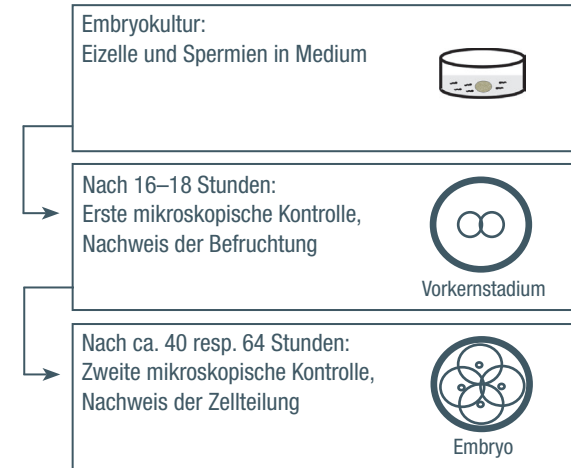 Embryokultur:
Eizelle und Spermien in Medium
Nach 16–18 Stunden:
Erste mikroskopische Kontrolle,
Nachweis der Befruchtung
Vorkernstadium
Nach ca. 40 resp. 64 Stunden:
Zweite mikroskopische Kontrolle,
Nachweis der Zellteilung
Embryo